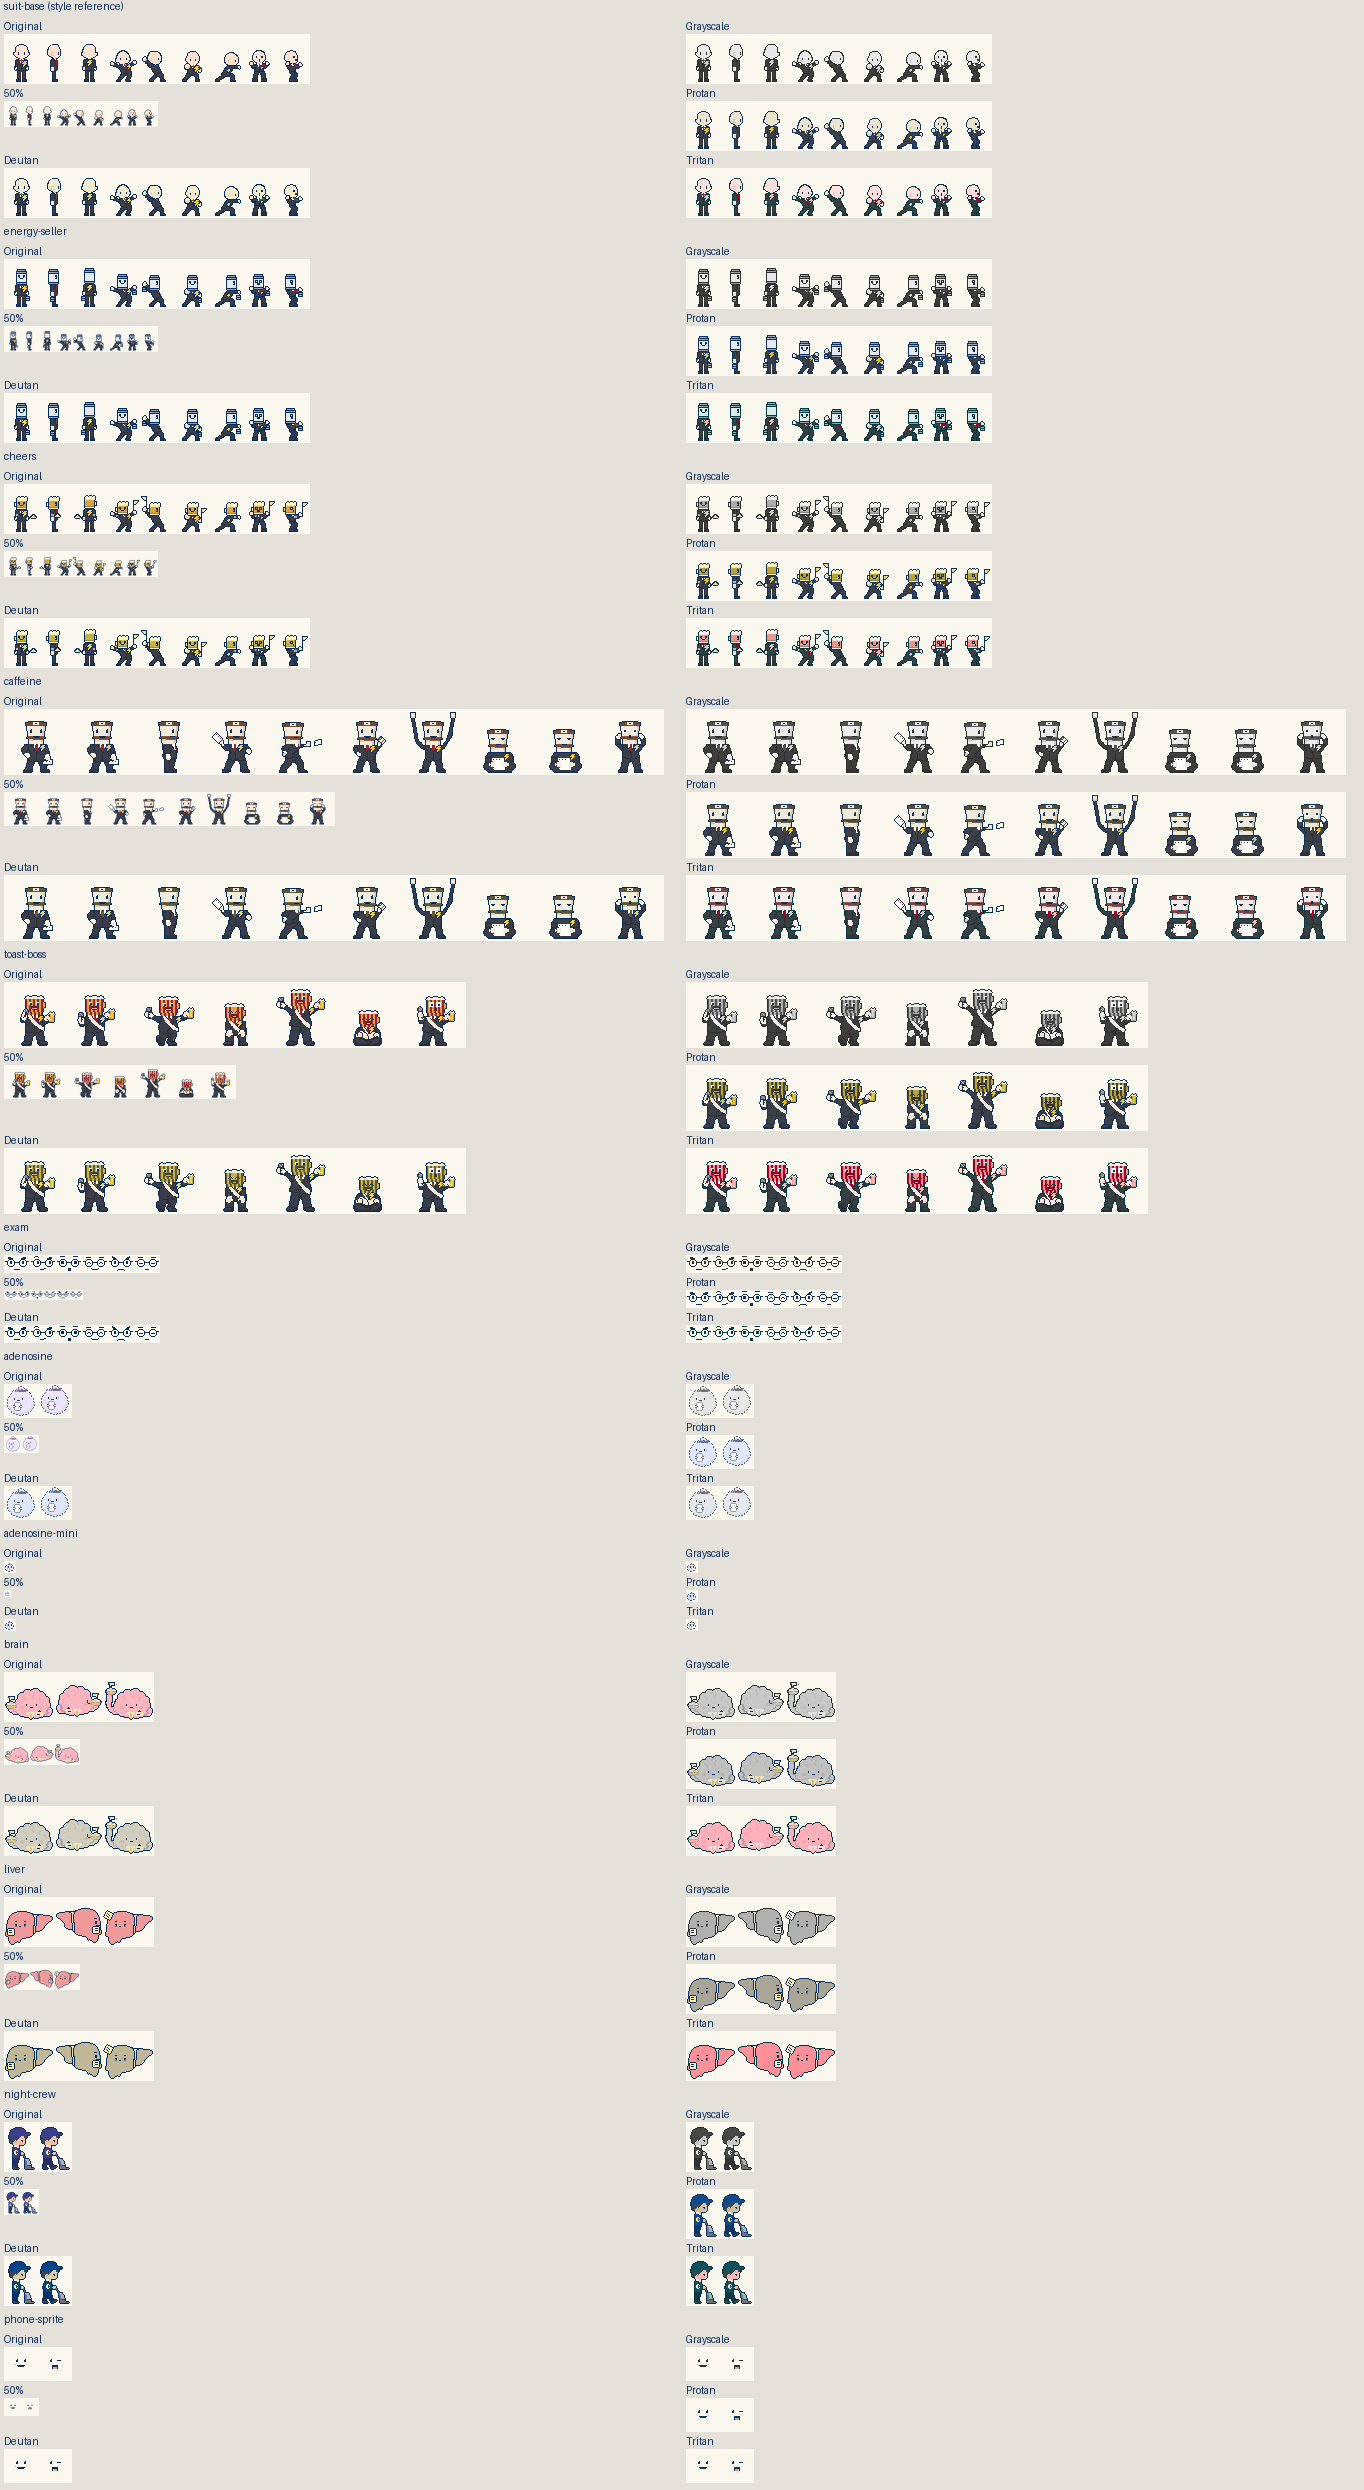 suit-base (style reference)
Original
Grayscale
50%
Protan
Deutan
Tritan
energy-seller
Original
Grayscale
50%
Protan
Deutan
Tritan
cheers
Original
Grayscale
50%
Protan
Deutan
Tritan
caffeine
Original
Grayscale
50%
Protan
Deutan
Tritan
toast-boss
Original
Grayscale
50%
Protan
Deutan
Tritan
exam
Original
Grayscale
50%
Protan
Deutan
Tritan
adenosine
Original
Grayscale
50%
Protan
Deutan
Tritan
adenosine-mini
Original
Grayscale
50%
Protan
Deutan
Tritan
brain
Original
Grayscale
50%
Protan
Deutan
Tritan
liver
Original
Grayscale
50%
Protan
Deutan
Tritan
night-crew
Original
Grayscale
50%
Protan
Deutan
Tritan
phone-sprite
Original
Grayscale
50%
Protan
Deutan
Tritan